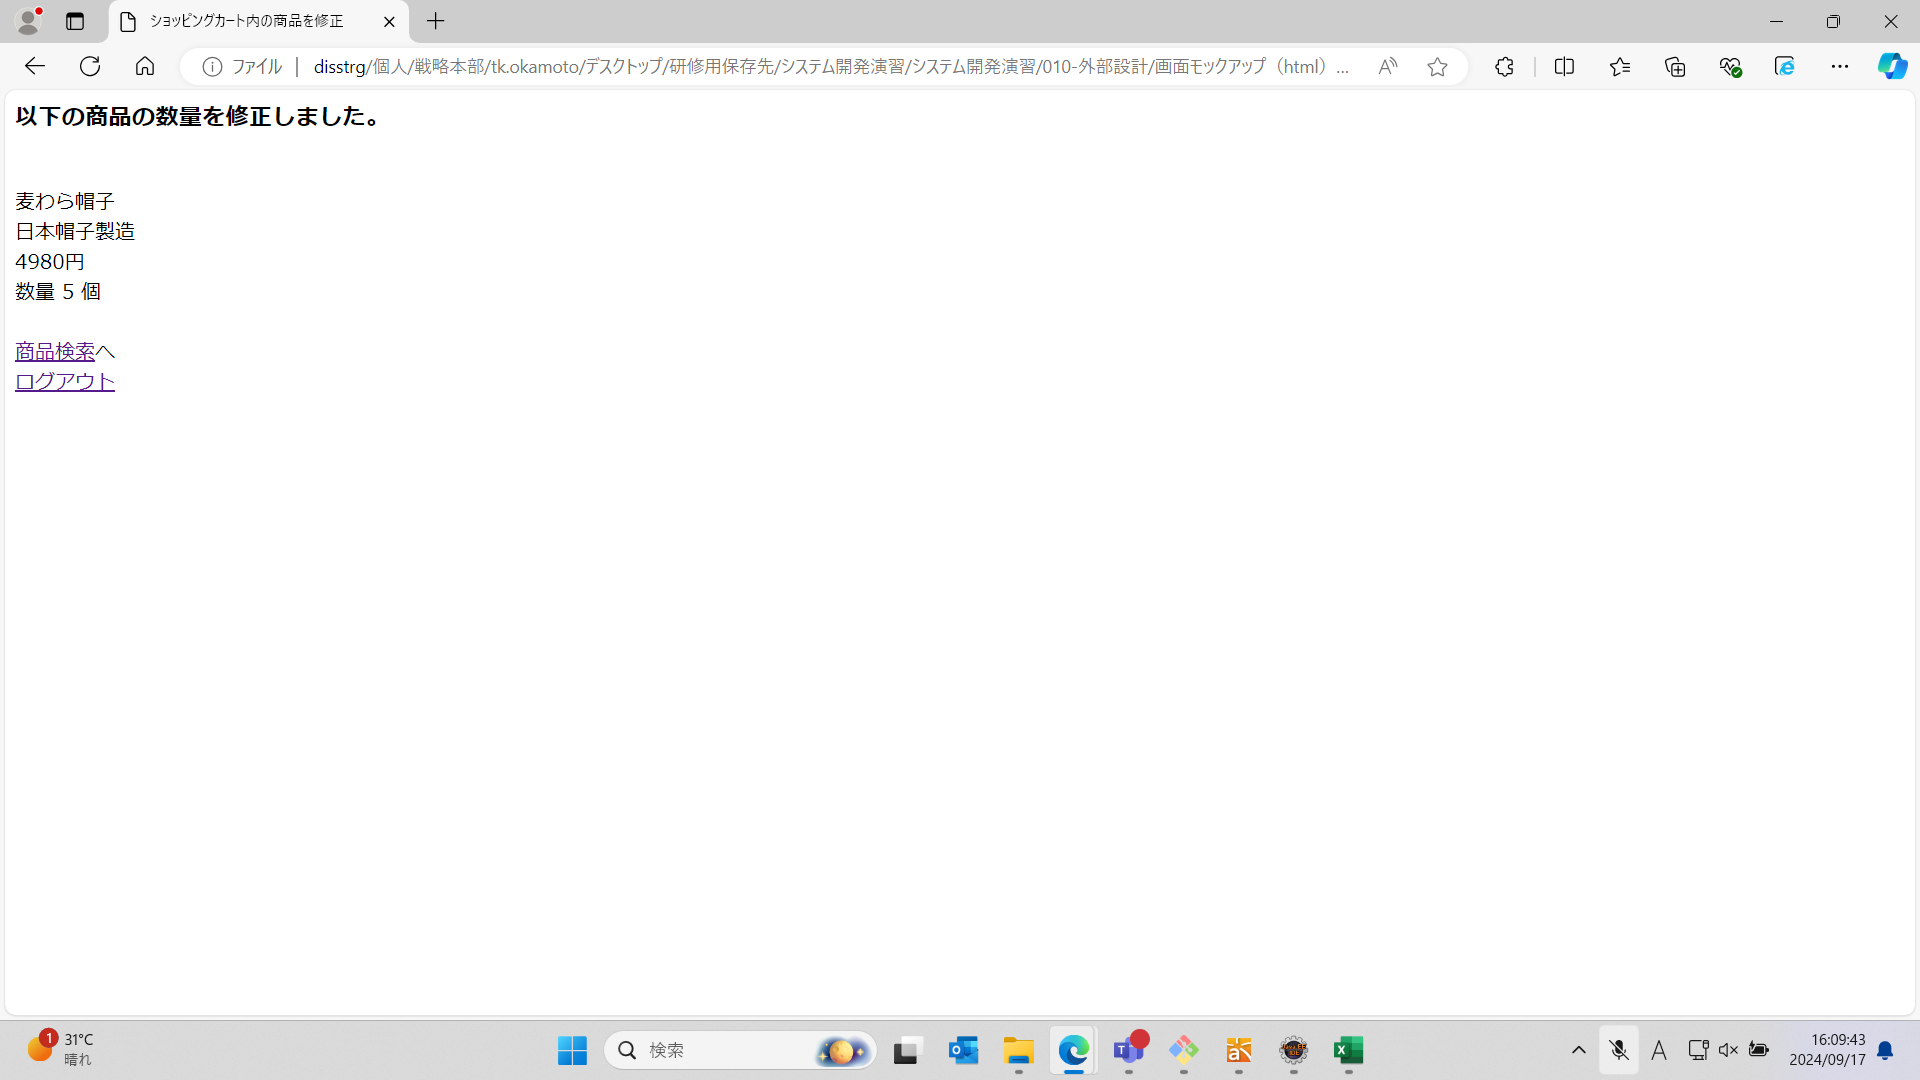 ショッピングカート内の商品を修正
ファイル | disstrg/個人/戦略本部/tk.okamoto/デスクトップ/研修用保存先/システム開発演習/システム開発演習/010-外部設計/画面モックアップ（html）...
以下の商品の数量を修正しました。
麦わら帽子
日本帽子製造
4980円
数量 5 個
商品検索へ
ログアウト
1
31°C
晴れ
検索
A
16:09:43
2024/09/17